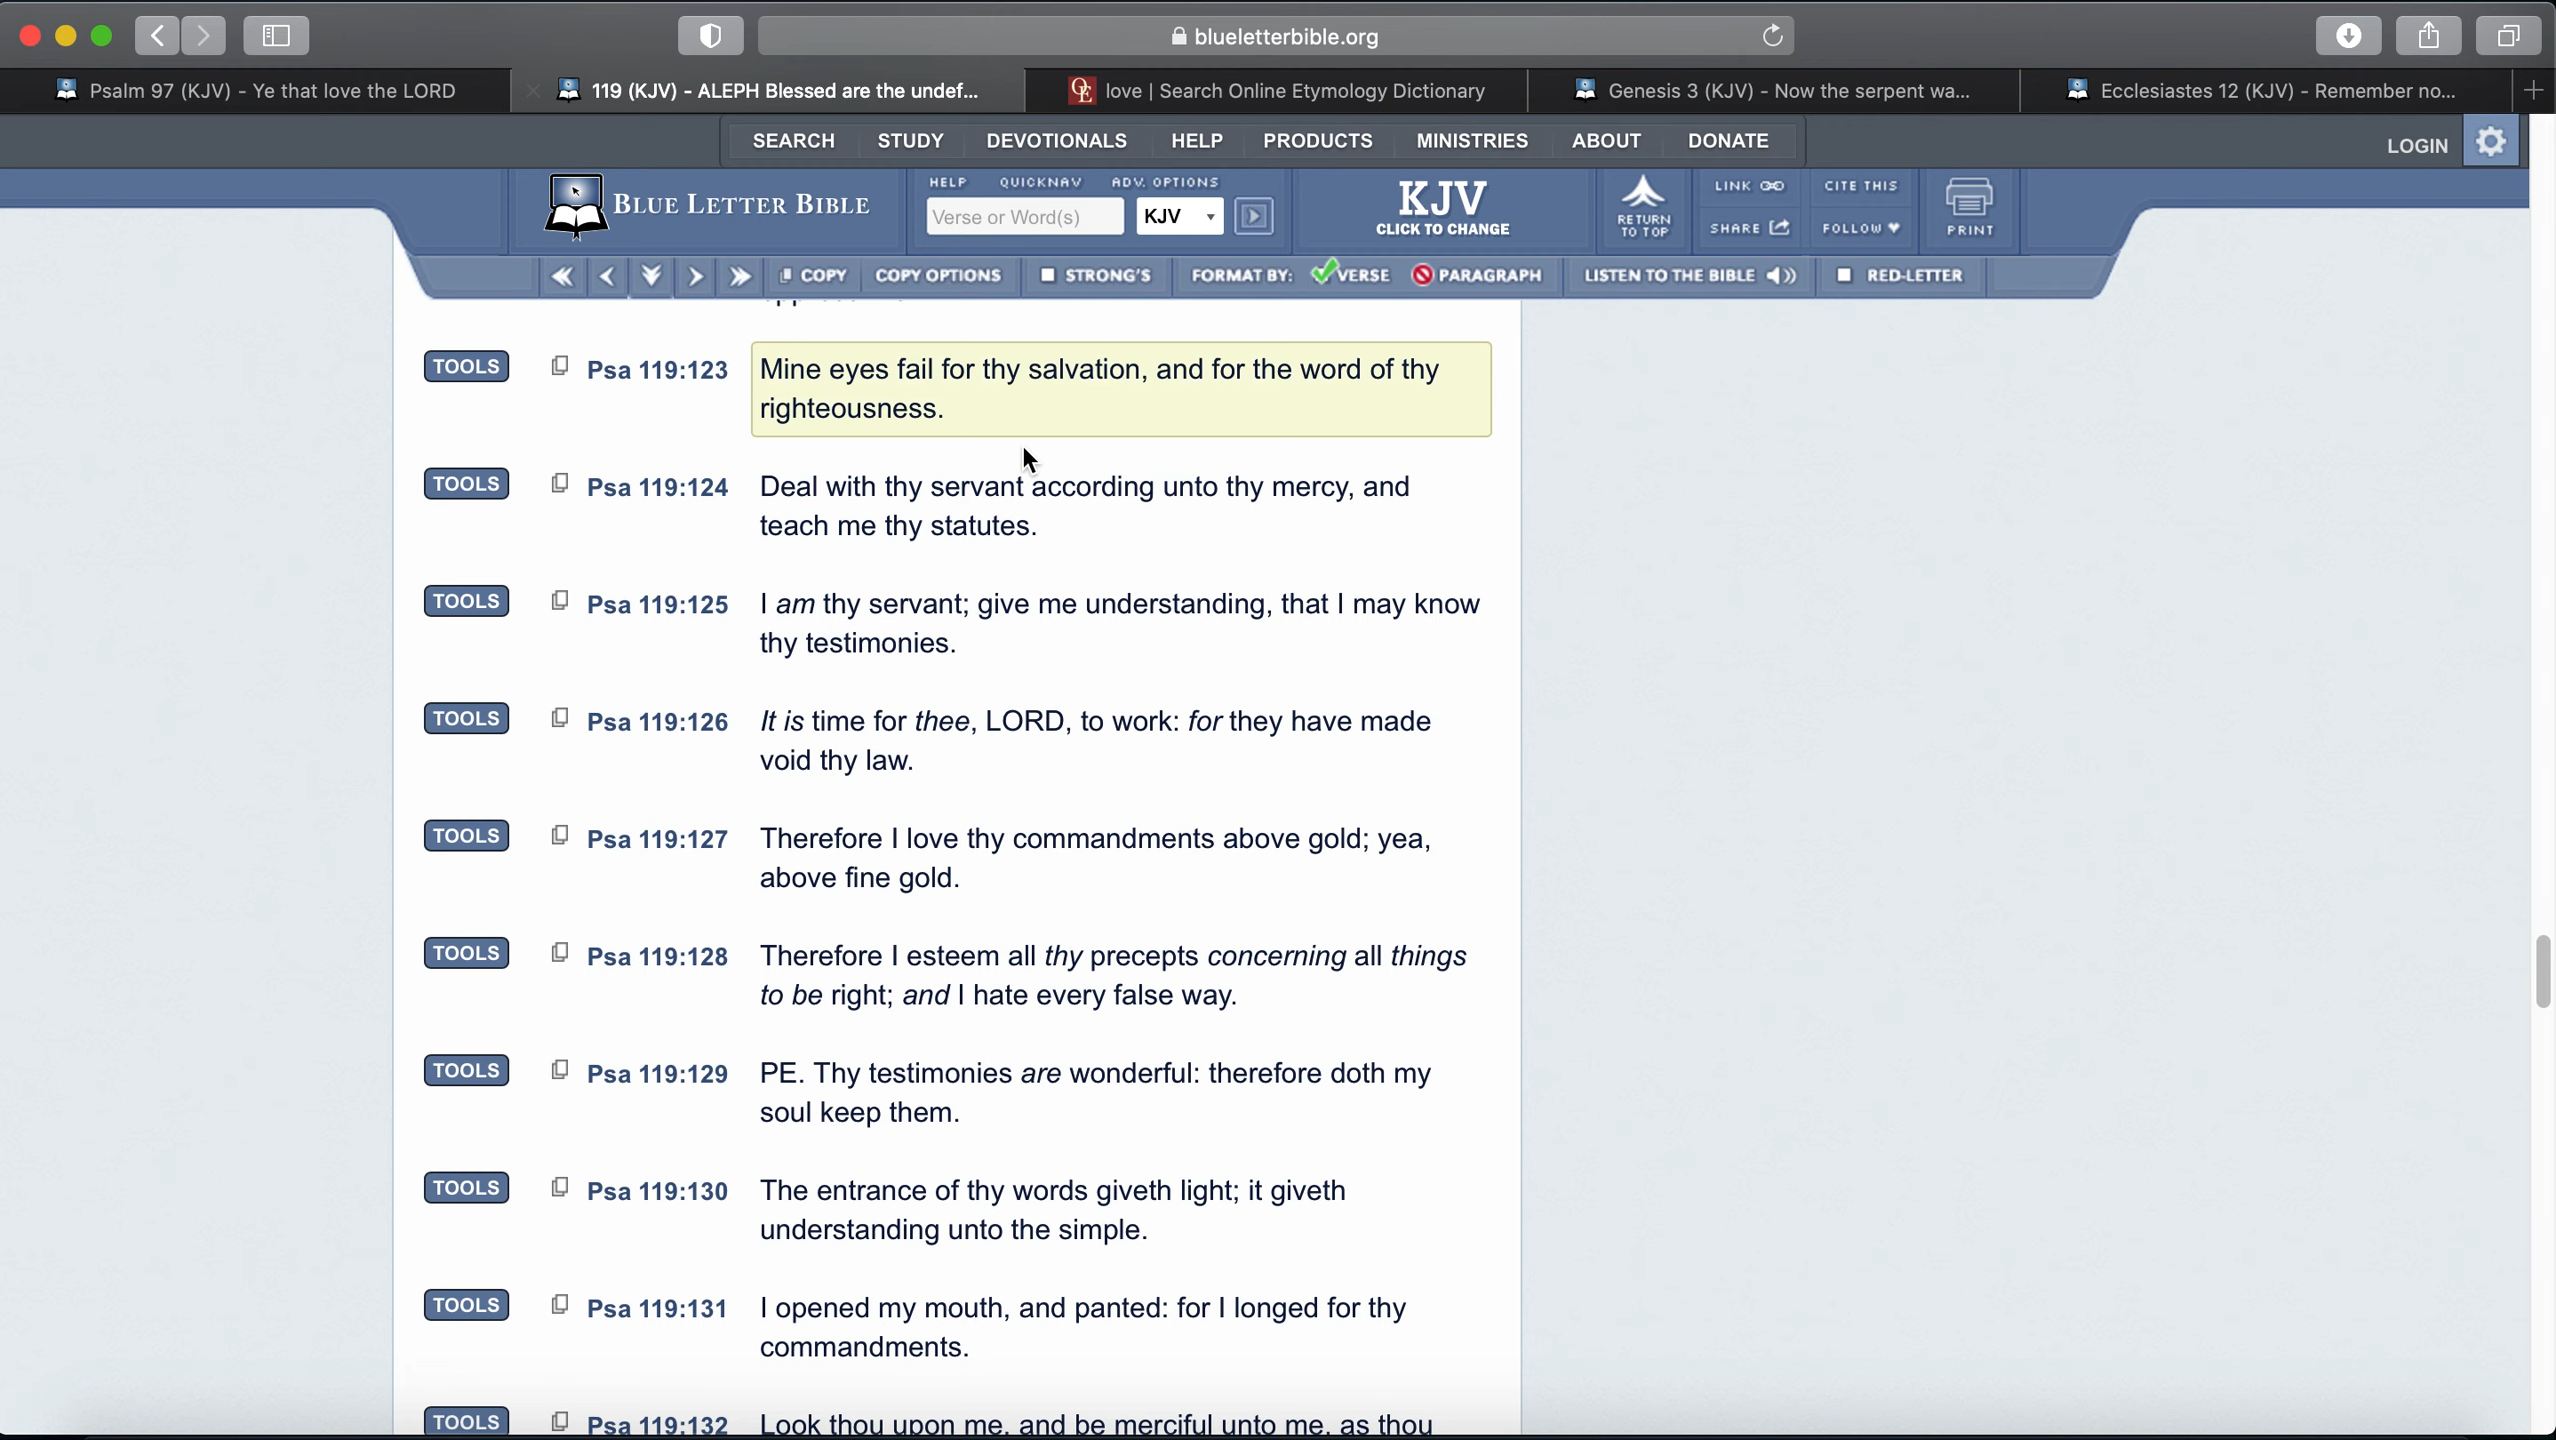 blueletterbible.org
Psalm 97 (KJV) - Ye that love the LORD
119 (KJV) - ALEPH Blessed are the undef...
OE love | Search Online Etymology Dictionary
Genesis 3 (KJV) - Now the serpent wa...
Ecclesiastes 12 (KJV) - Remember no...
SEARCH STUDY DEVOTIONALS HELP PRODUCTS MINISTRIES ABOUT DONATE
LOGIN
BLUE LETTER BIBLE
HELP QUICKNAV ADV. OPTIONS
Verse or Word(s) KJV
KJV
CLICK TO CHANGE
RETURN
TO TOP
LINK CITE THIS
SHARE FOLLOW
PRINT
COPY COPY OPTIONS STRONG'S FORMAT BY: VERSE PARAGRAPH LISTEN TO THE BIBLE RED-LETTER
TOOLS Psa 119:123 Mine eyes fail for thy salvation, and for the word of thy
righteousness.
TOOLS Psa 119:124 Deal with thy servant according unto thy mercy, and
teach me thy statutes.
TOOLS Psa 119:125 I am thy servant; give me understanding, that I may know
thy testimonies.
TOOLS Psa 119:126 It is time for thee, LORD, to work: for they have made
void thy law.
TOOLS Psa 119:127 Therefore I love thy commandments above gold; yea,
above fine gold.
TOOLS Psa 119:128 Therefore I esteem all thy precepts concerning all things
to be right; and I hate every false way.
TOOLS Psa 119:129 PE. Thy testimonies are wonderful: therefore doth my
soul keep them.
TOOLS Psa 119:130 The entrance of thy words giveth light; it giveth
understanding unto the simple.
TOOLS Psa 119:131 I opened my mouth, and panted: for I longed for thy
commandments.
TOOLS Psa 119:132 Look thou upon me, and be merciful unto me, as thou